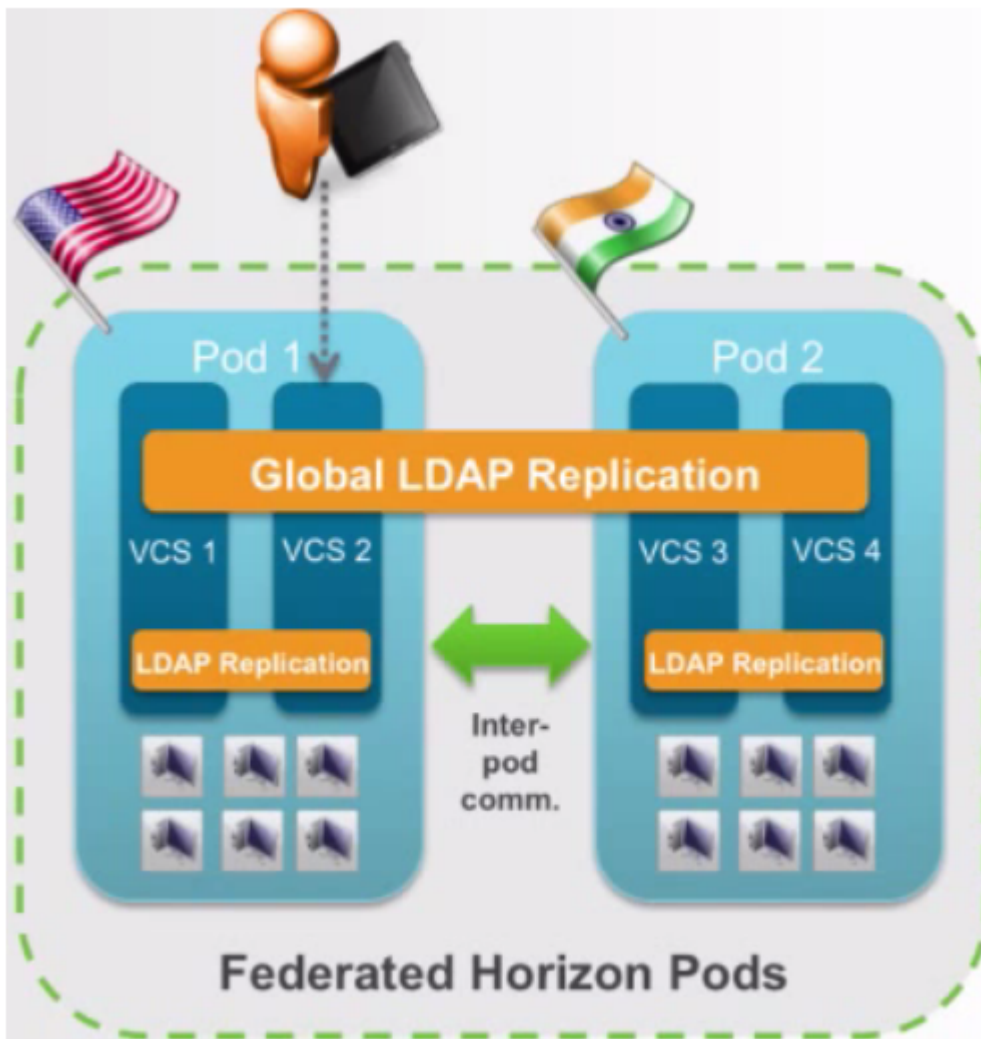 Pod 1
Pod 2
Global LDAP Replication
VCS 1
VCS 2
VCS 3
VCS 4
LDAP Replication
LDAP Replication
Inter-
pod
comm.
Federated Horizon Pods